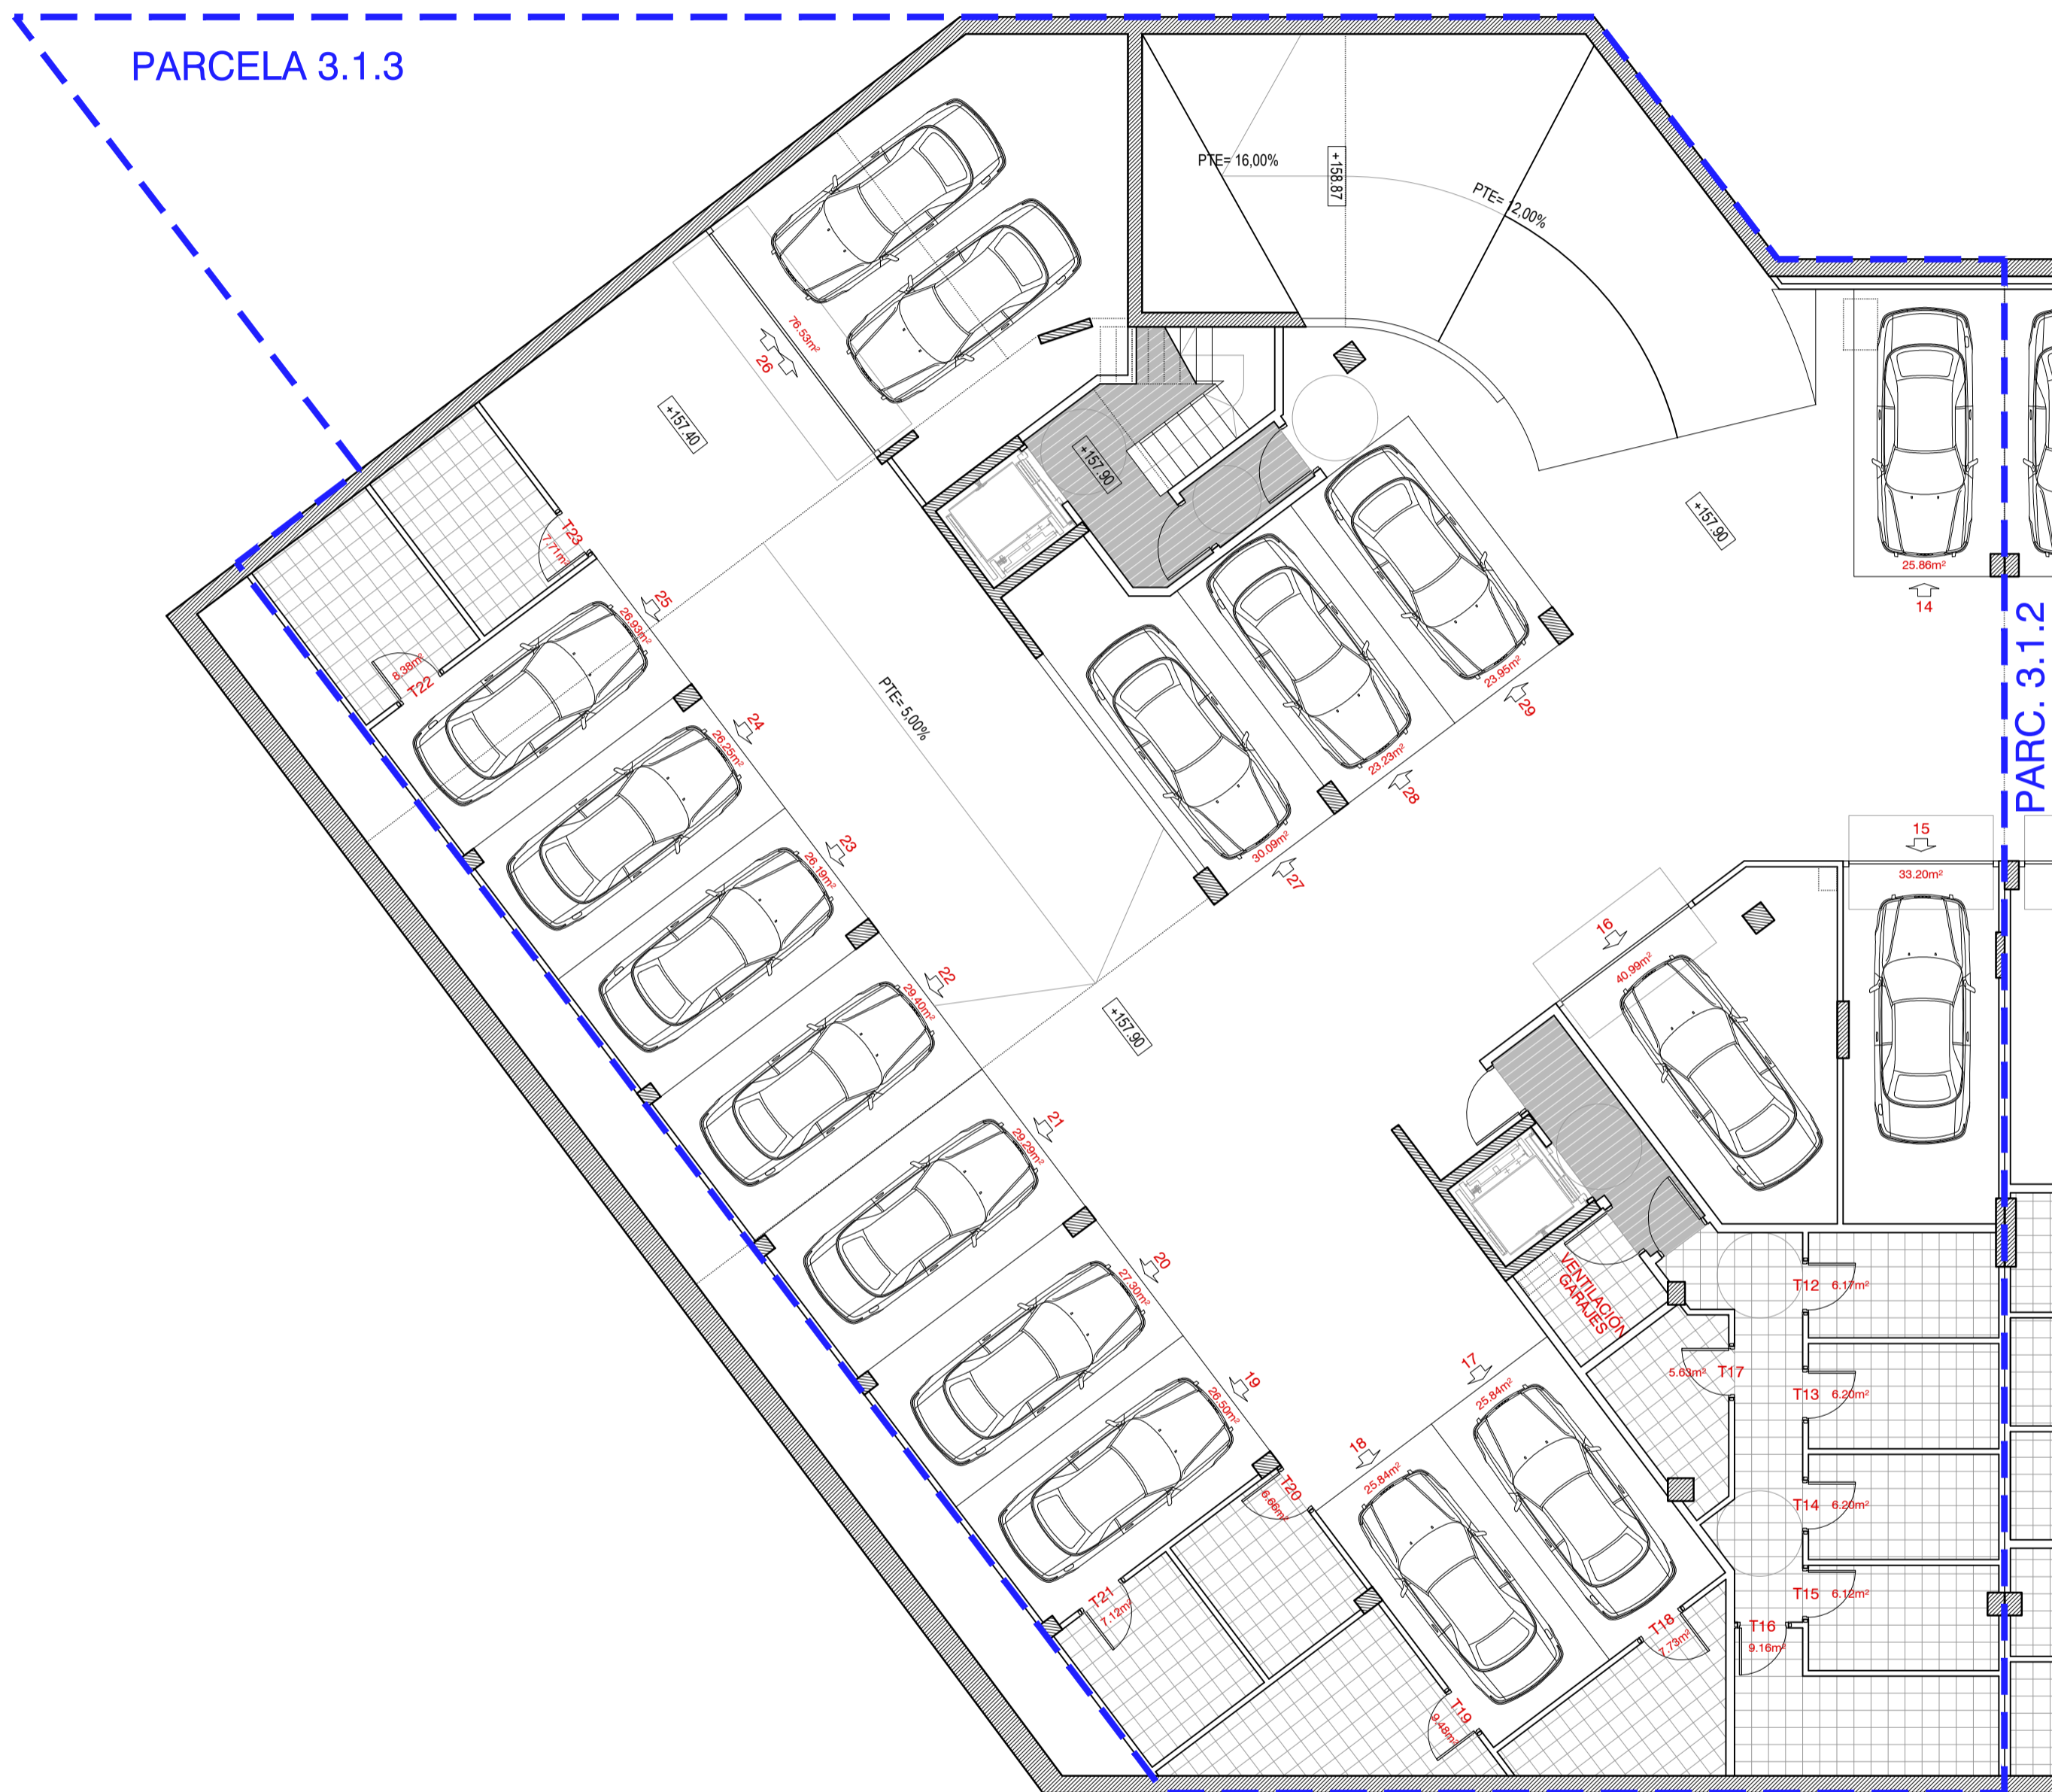 PARCELA 3.1.3
PTE= 16,00%
+158.87
PTE= 12,00%
76.53m²
26
+157.40
+157.90
+157.90
25.86m²
14
PARC. 3.1.2
T23
7.71m²
25
26.93m²
8.38m²
T22
24
26.25m²
PTE= 5,00%
23.95m²
29
23.23m²
28
30.09m²
27
23
26.19m²
15
33.20m²
16
40.99m²
22
29.40m²
+157.90
21
29.29m²
20
27.30m²
VENTILACIÓN
GARAJES
T12 6.17m²
17
25.84m²
5.63m² T17
T13 6.20m²
19
26.50m²
18
25.84m²
T20
6.66m²
T14 6.20m²
T21
7.12m²
T15 6.12m²
T18
7.73m²
T16
9.16m²
T19
9.48m²